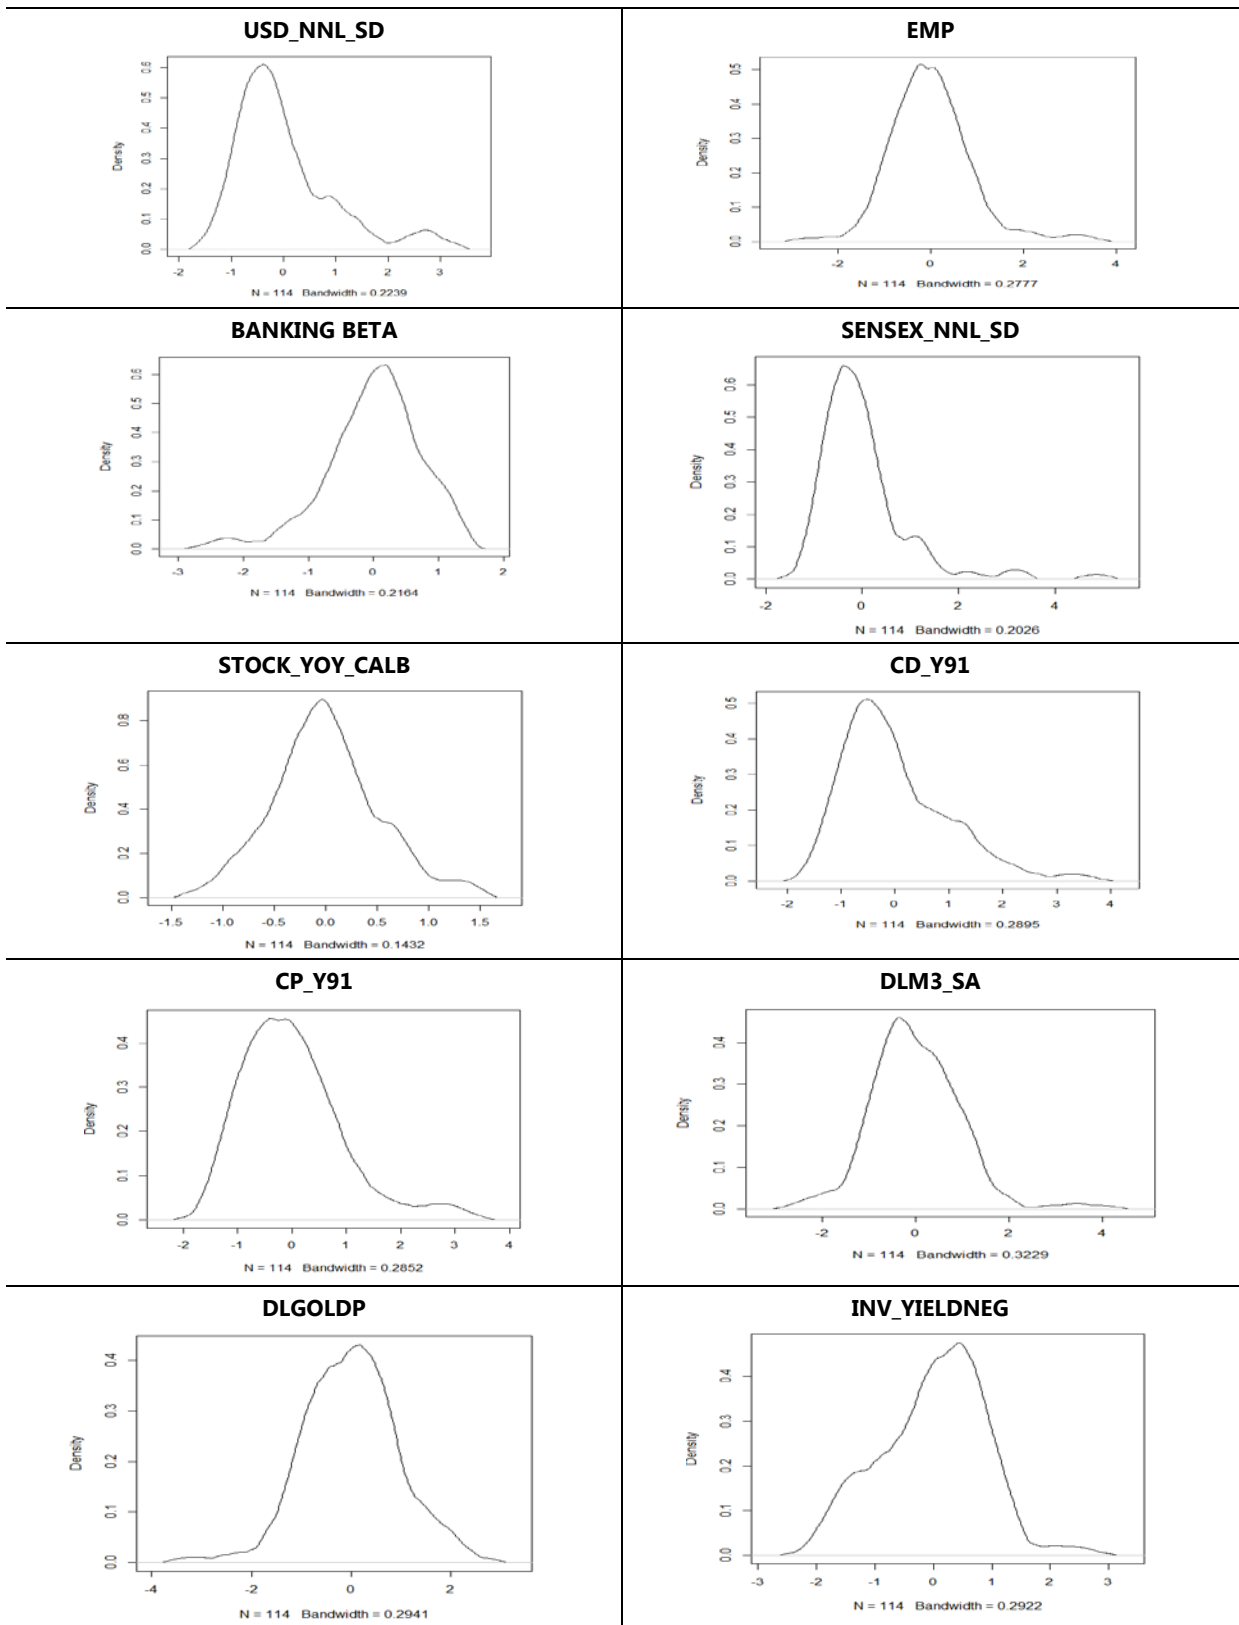 USD_NNL_SD
0.0 0.1 0.2 0.3 0.4 0.5 0.6
Density
-2 -1 0 1 2 3
N = 114 Bandwidth = 0.2239
EMP
0.0 0.1 0.2 0.3 0.4 0.5
Density
-2 0 2 4
N = 114 Bandwidth = 0.2777
BANKING BETA
0.0 0.1 0.2 0.3 0.4 0.5 0.6
Density
-3 -2 -1 0 1 2
N = 114 Bandwidth = 0.2164
SENSEX_NNL_SD
0.0 0.1 0.2 0.3 0.4 0.5 0.6
Density
-2 0 2 4
N = 114 Bandwidth = 0.2026
STOCK_YOY_CALB
0.0 0.2 0.4 0.6 0.8
Density
-1.5 -1.0 -0.5 0.0 0.5 1.0 1.5
N = 114 Bandwidth = 0.1432
CD_Y91
0.0 0.1 0.2 0.3 0.4 0.5
Density
-2 -1 0 1 2 3 4
N = 114 Bandwidth = 0.2895
CP_Y91
0.0 0.1 0.2 0.3 0.4
Density
-2 -1 0 1 2 3 4
N = 114 Bandwidth = 0.2852
DLM3_SA
0.0 0.1 0.2 0.3 0.4
Density
-2 0 2 4
N = 114 Bandwidth = 0.3229
DLGOLDP
0.0 0.1 0.2 0.3 0.4
Density
-4 -2 0 2
N = 114 Bandwidth = 0.2941
INV_YIELDNEG
0.0 0.1 0.2 0.3 0.4
Density
-3 -2 -1 0 1 2 3
N = 114 Bandwidth = 0.2922